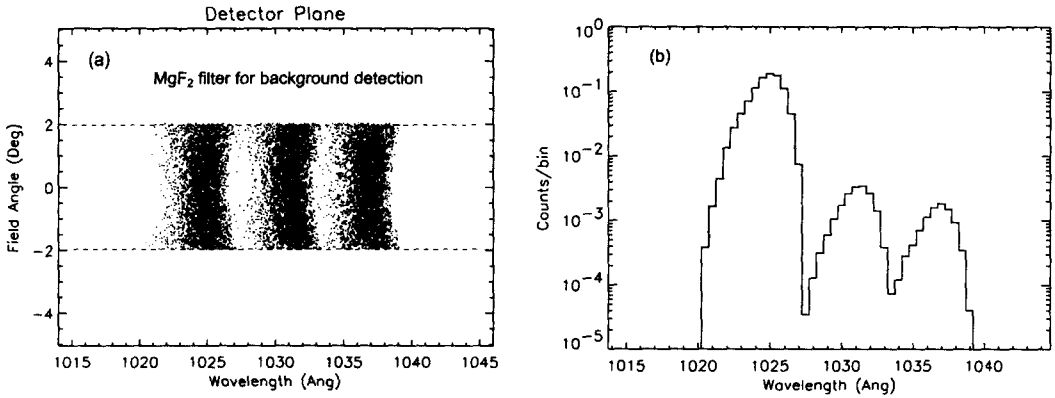 Detector Plane
(a)
MgF2 filter for background detection
Field Angle (Deg)
4
2
0
-2
-4
1015 1020 1025 1030 1035 1040 1045
Wavelength (Ang)
(b)
Counts/bin
10^0
10^-1
10^-2
10^-3
10^-4
10^-5
1015 1020 1025 1030 1035 1040
Wavelength (Ang)